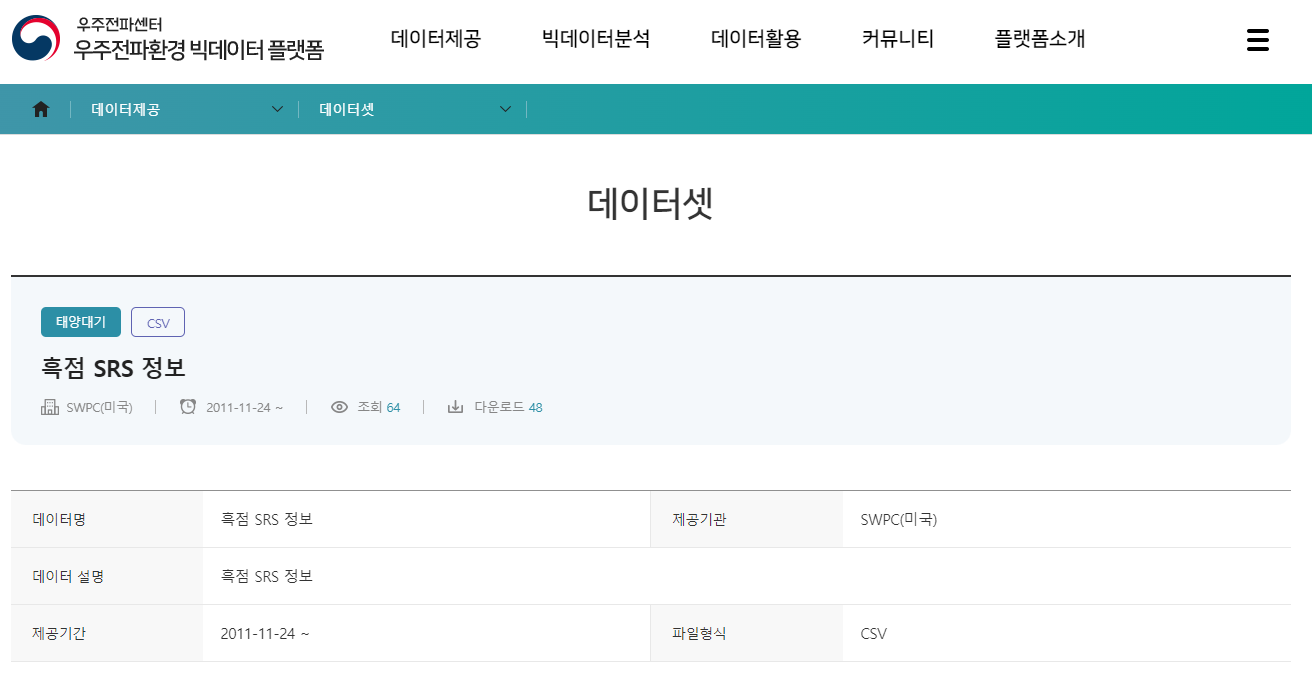 우주전파센터
우주전파환경 빅데이터 플랫폼
데이터제공 빅데이터분석 데이터활용 커뮤니티 플랫폼소개
데이터제공 데이터셋
데이터셋
태양대기 CSV
흑점 SRS 정보
SWPC(미국) 2011-11-24 ~ 조회 64 다운로드 48
데이터명 흑점 SRS 정보 제공기관 SWPC(미국)
데이터 설명 흑점 SRS 정보
제공기간 2011-11-24 ~ 파일형식 CSV